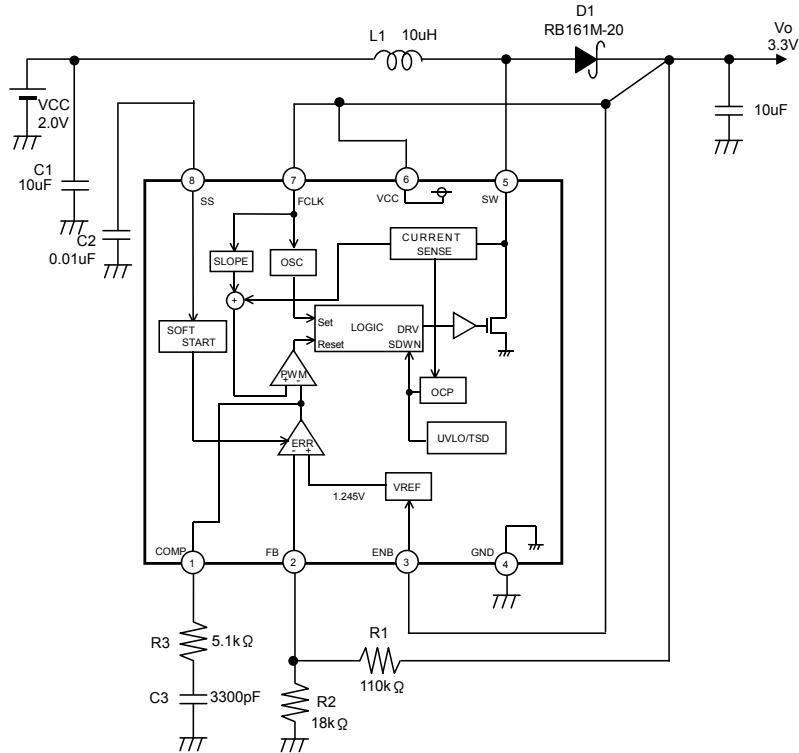 D1
RB161M-20
L1 10uH
Vo
3.3V
VCC
2.0V
10uF
C1
10uF
C2
0.01uF
8
7
6
5
SS
FCLK
VCC
SW
SLOPE
OSC
CURRENT
SENSE
+
SOFT
START
Set
LOGIC
DRV
Reset
SDWN
PWM
+ -
OCP
ERR
- +
UVLO/TSD
1.245V
VREF
COMP
FB
ENB
GND
1
2
3
4
R3 5.1kΩ
R1
110kΩ
C3 3300pF
R2
18kΩ